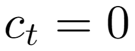 c_t = 0